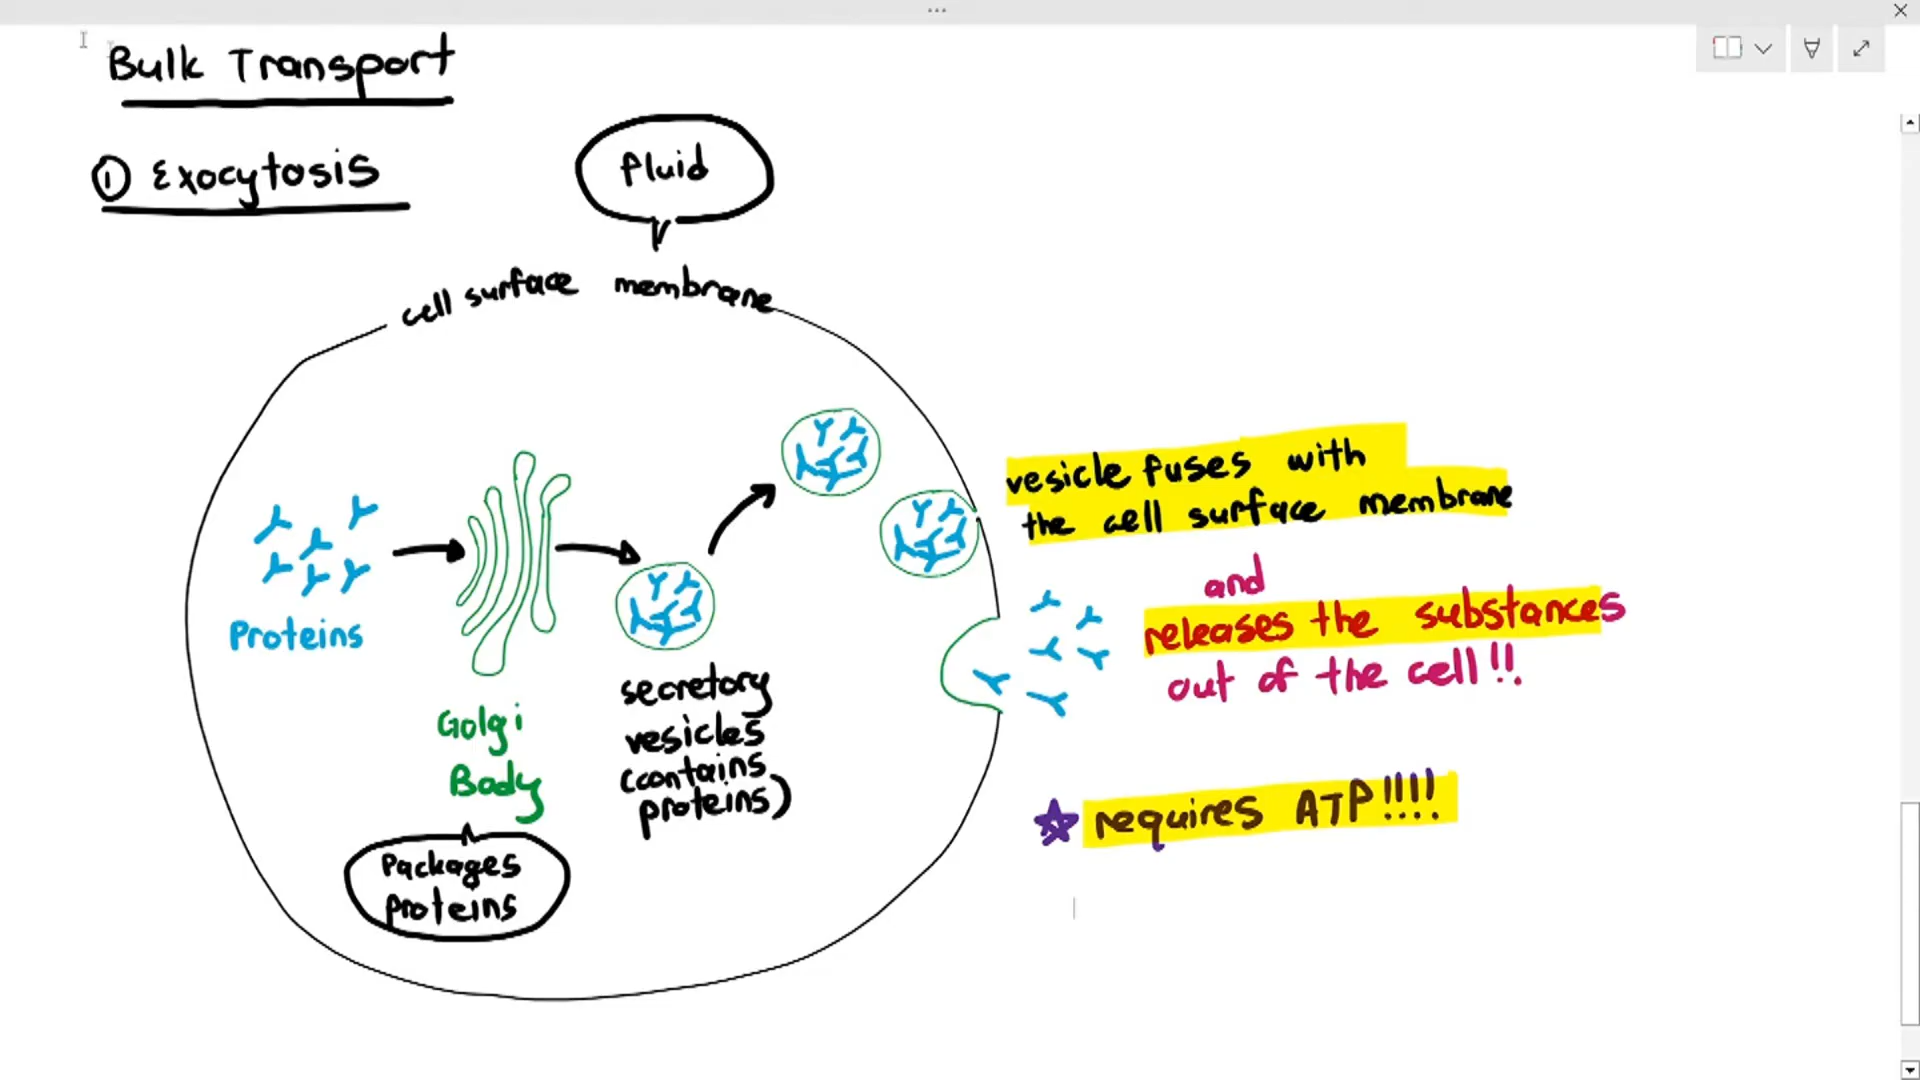 Bulk Transport
① Exocytosis
fluid
cell surface membrane
vesicle fuses with
the cell surface membrane
and
releases the substances
out of the cell!!
Proteins
Golgi
Body
secretory
vesicles
(contains
proteins)
Packages
proteins
★ requires ATP!!!!